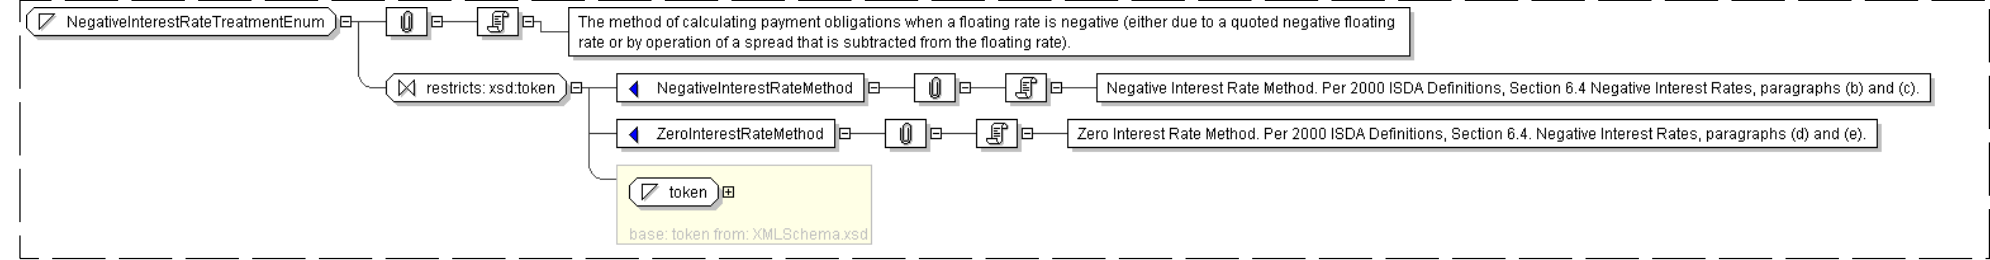 NegativeInterestRateTreatmentEnum
The method of calculating payment obligations when a floating rate is negative (either due to a quoted negative floating
rate or by operation of a spread that is subtracted from the floating rate).
restricts: xsd:token
NegativeInterestRateMethod
Negative Interest Rate Method. Per 2000 ISDA Definitions, Section 6.4 Negative Interest Rates, paragraphs (b) and (c).
ZeroInterestRateMethod
Zero Interest Rate Method. Per 2000 ISDA Definitions, Section 6.4. Negative Interest Rates, paragraphs (d) and (e).
token
base: token from: XMLSchema.xsd